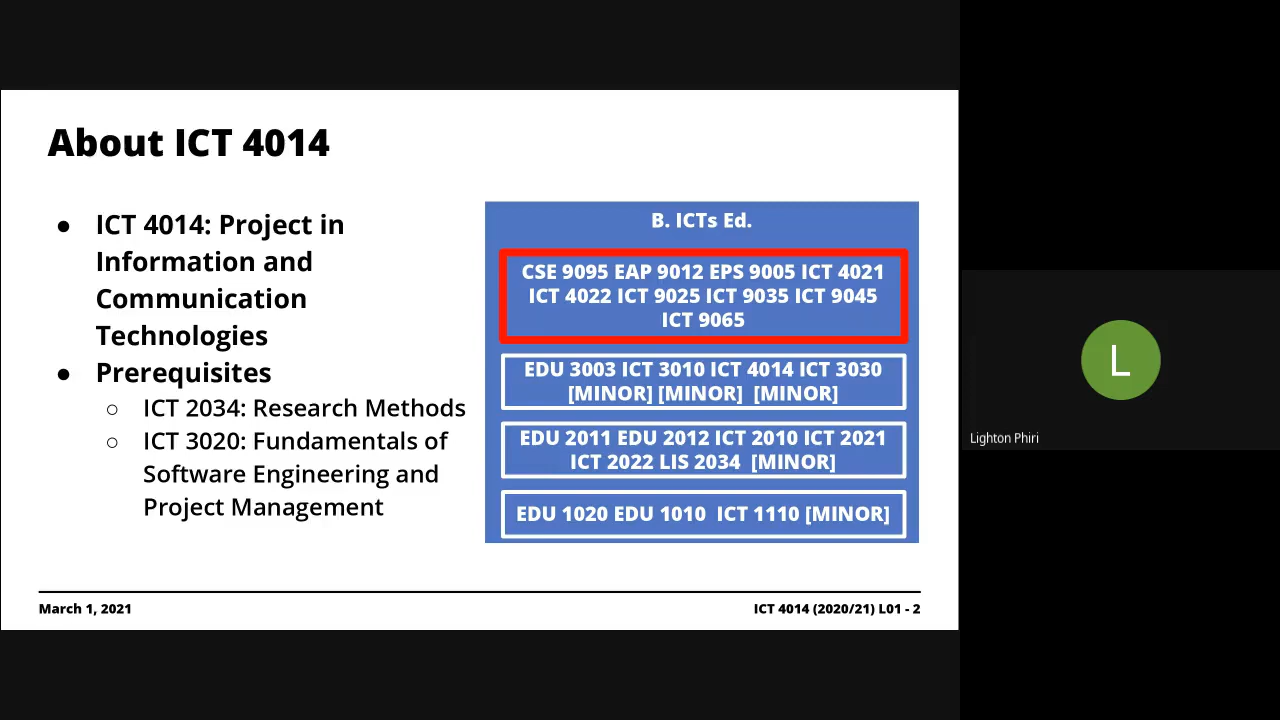 About ICT 4014
● ICT 4014: Project in
Information and
Communication
Technologies
● Prerequisites
○ ICT 2034: Research Methods
○ ICT 3020: Fundamentals of
Software Engineering and
Project Management
B. ICTs Ed.
CSE 9095 EAP 9012 EPS 9005 ICT 4021
ICT 4022 ICT 9025 ICT 9035 ICT 9045
ICT 9065
EDU 3003 ICT 3010 ICT 4014 ICT 3030
[MINOR] [MINOR] [MINOR]
EDU 2011 EDU 2012 ICT 2010 ICT 2021
ICT 2022 LIS 2034 [MINOR]
EDU 1020 EDU 1010 ICT 1110 [MINOR]
March 1, 2021
ICT 4014 (2020/21) L01 - 2
L
Lighton Phiri